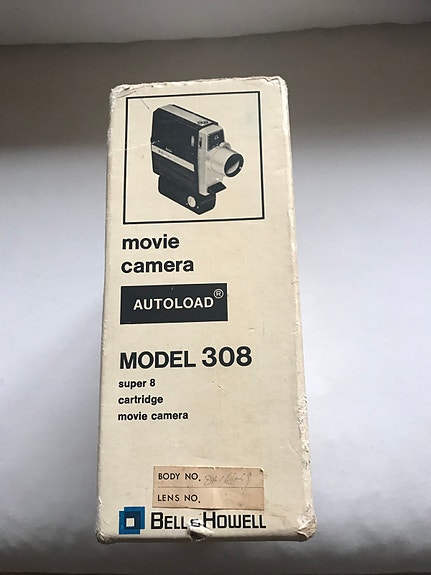 movie
camera
AUTOLOAD®
MODEL 308
super 8
cartridge
movie camera
BODY NO.
LENS NO.
BELL & HOWELL